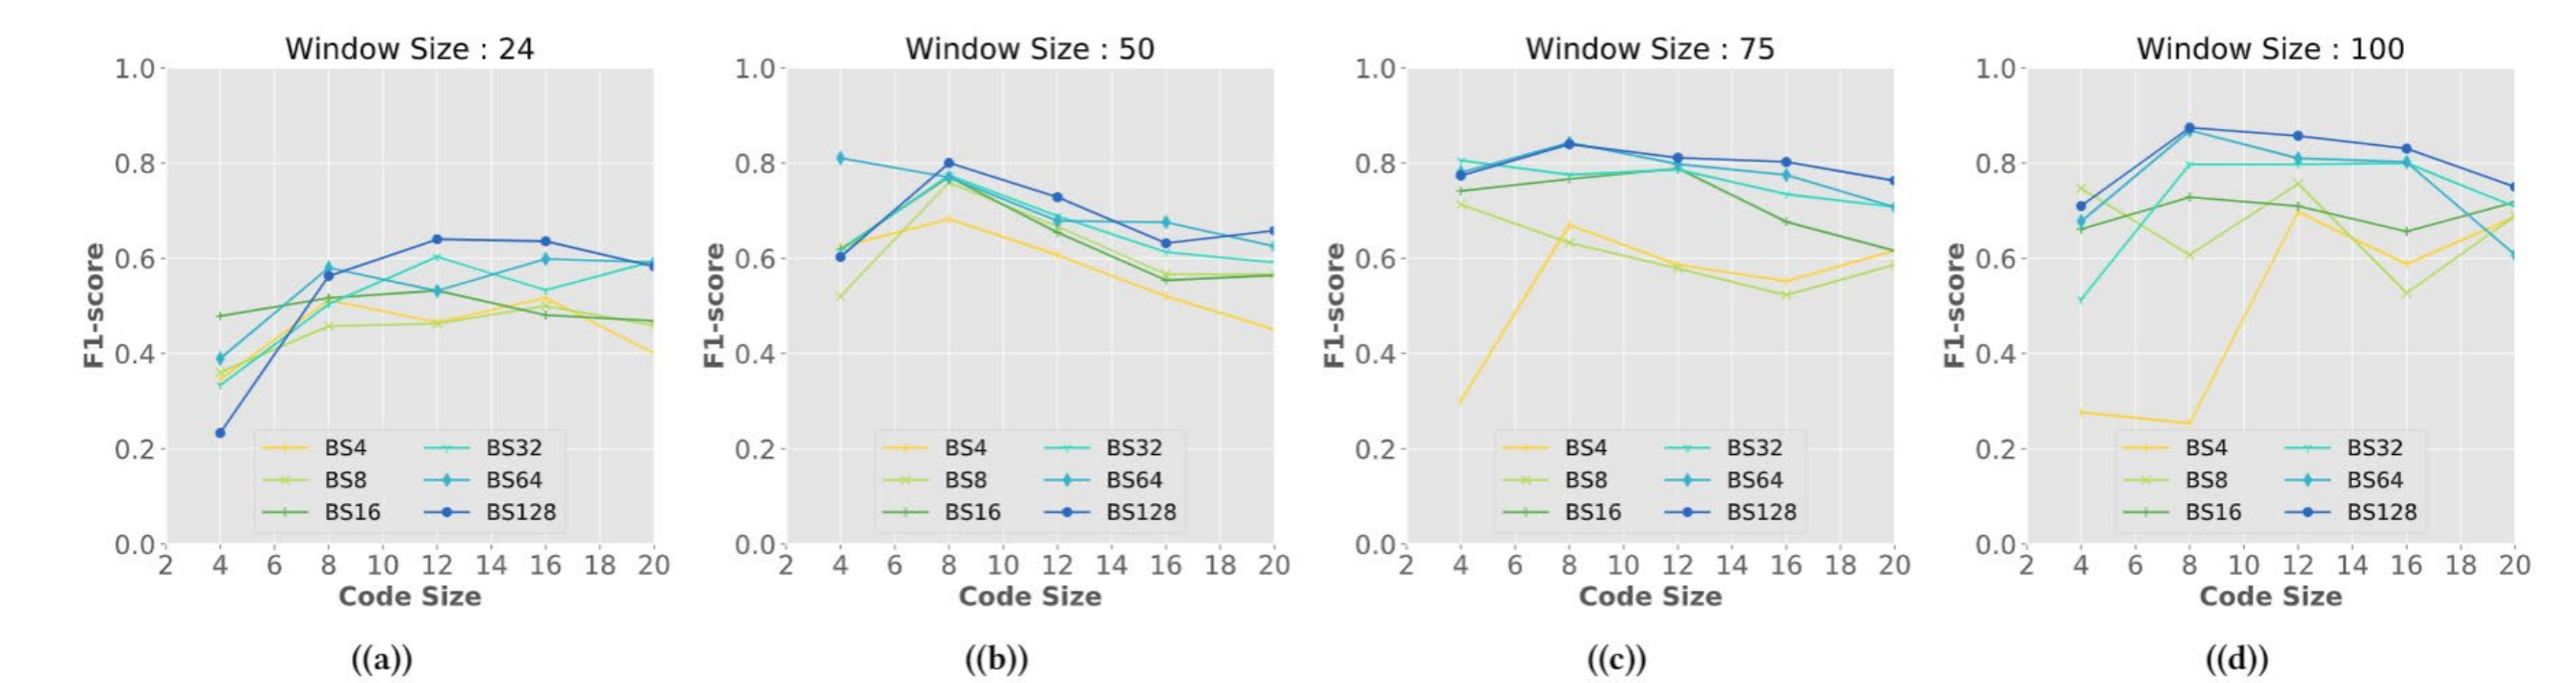 Window Size : 24
1.0
0.8
0.6
0.4
0.2
0.0
F1-score
BS4 BS32
BS8 BS64
BS16 BS128
2 4 6 8 10 12 14 16 18 20
Code Size
((a))
Window Size : 50
1.0
0.8
0.6
0.4
0.2
0.0
F1-score
BS4 BS32
BS8 BS64
BS16 BS128
2 4 6 8 10 12 14 16 18 20
Code Size
((b))
Window Size : 75
1.0
0.8
0.6
0.4
0.2
0.0
F1-score
BS4 BS32
BS8 BS64
BS16 BS128
2 4 6 8 10 12 14 16 18 20
Code Size
((c))
Window Size : 100
1.0
0.8
0.6
0.4
0.2
0.0
F1-score
BS4 BS32
BS8 BS64
BS16 BS128
2 4 6 8 10 12 14 16 18 20
Code Size
((d))